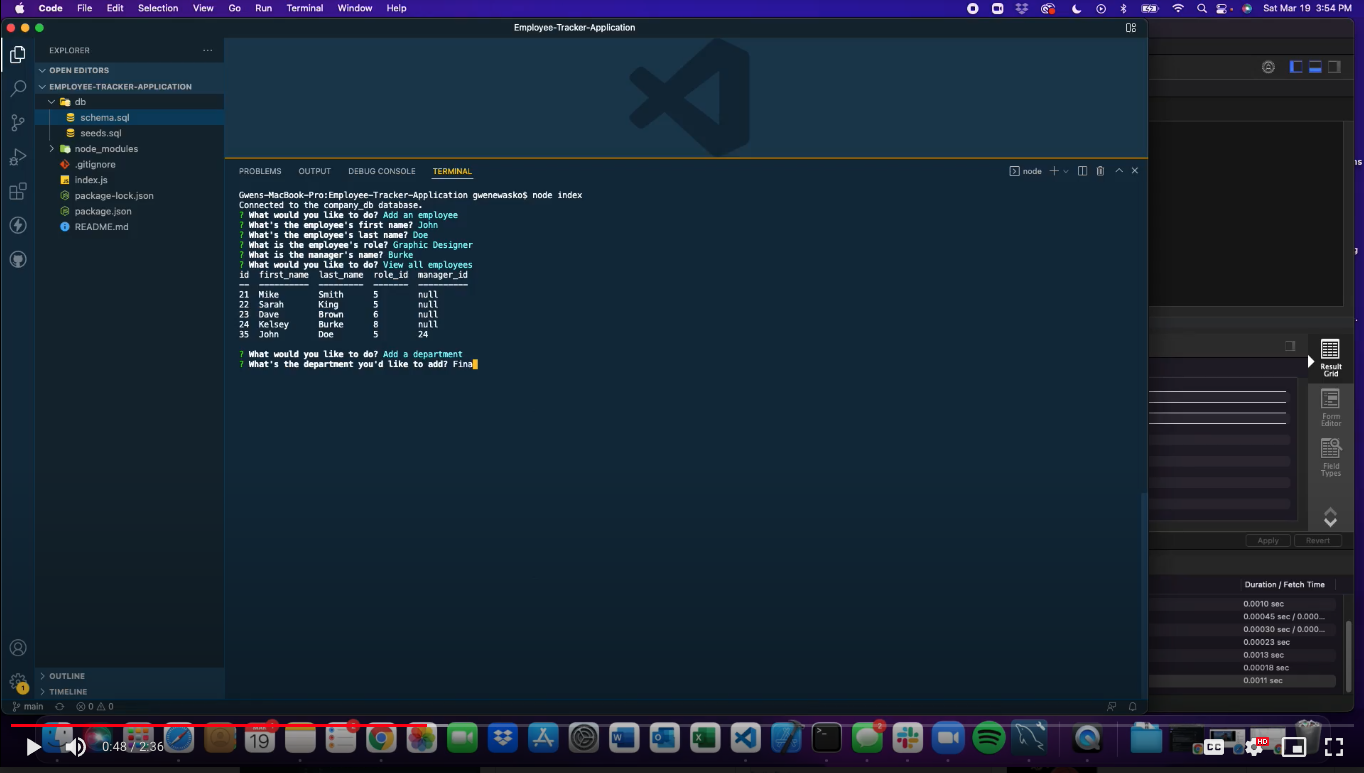 Code File Edit Selection View Go Run Terminal Window Help
Sat Mar 19 3:54 PM
Employee-Tracker-Application
EXPLORER
OPEN EDITORS
EMPLOYEE-TRACKER-APPLICATION
db
schema.sql
seeds.sql
node_modules
.gitignore
index.js
package-lock.json
package.json
README.md
PROBLEMS OUTPUT DEBUG CONSOLE TERMINAL
node
Gwens-MacBook-Pro:Employee-Tracker-Application gwenewasko$ node index
Connected to the company_db database.
? What would you like to do? Add an employee
? What's the employee's first name? John
? What's the employee's last name? Doe
? What is the employee's role? Graphic Designer
? What is the manager's name? Burke
? What would you like to do? View all employees
id first_name last_name role_id manager_id
-- ---------- --------- ------- ----------
21 Mike Smith 5 null
22 Sarah King 5 null
23 Dave Brown 6 null
24 Kelsey Burke 8 null
35 John Doe 5 24
? What would you like to do? Add a department
? What's the department you'd like to add? Fina
Result
Grid
Form
Editor
Field
Types
Apply Revert
Duration / Fetch Time
0.0010 sec
0.00045 sec / 0.000...
0.00030 sec / 0.000...
0.00023 sec
0.0013 sec
0.00018 sec
0.0011 sec
OUTLINE
TIMELINE
1
main 0 0
19
2
0:48 / 2:36
CC
HD